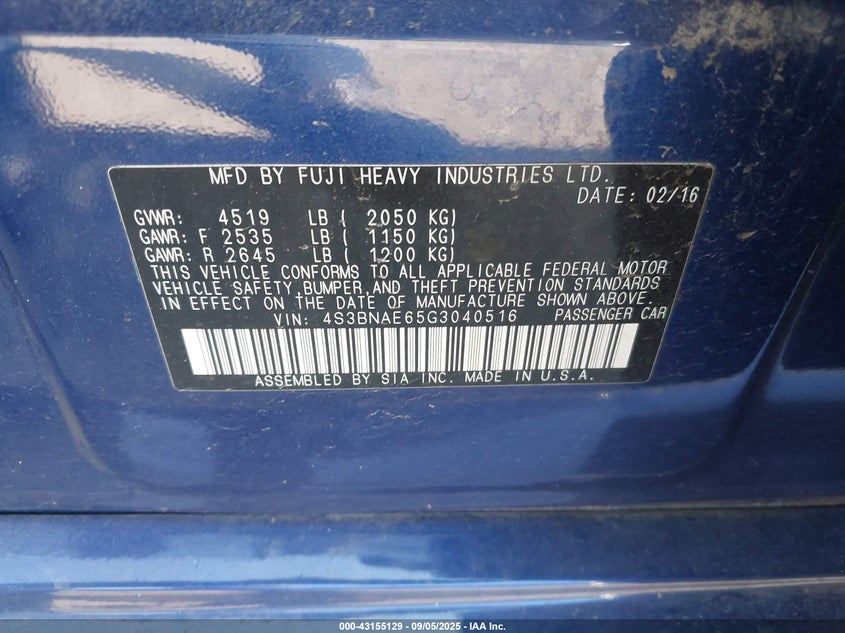 MFD BY FUJI HEAVY INDUSTRIES LTD.
DATE: 02/16
GVWR: 4519 LB ( 2050 KG)
GAWR: F 2535 LB ( 1150 KG)
GAWR: R 2645 LB ( 1200 KG)
THIS VEHICLE CONFORMS TO ALL APPLICABLE FEDERAL MOTOR
VEHICLE SAFETY,BUMPER,AND THEFT PREVENTION STANDARDS
IN EFFECT ON THE DATE OF MANUFACTURE SHOWN ABOVE.
VIN: 4S3BNAE65G3040516 PASSENGER CAR
ASSEMBLED BY SIA INC. MADE IN U.S.A.
000-43155129 - 09/05/2025 - IAA Inc.